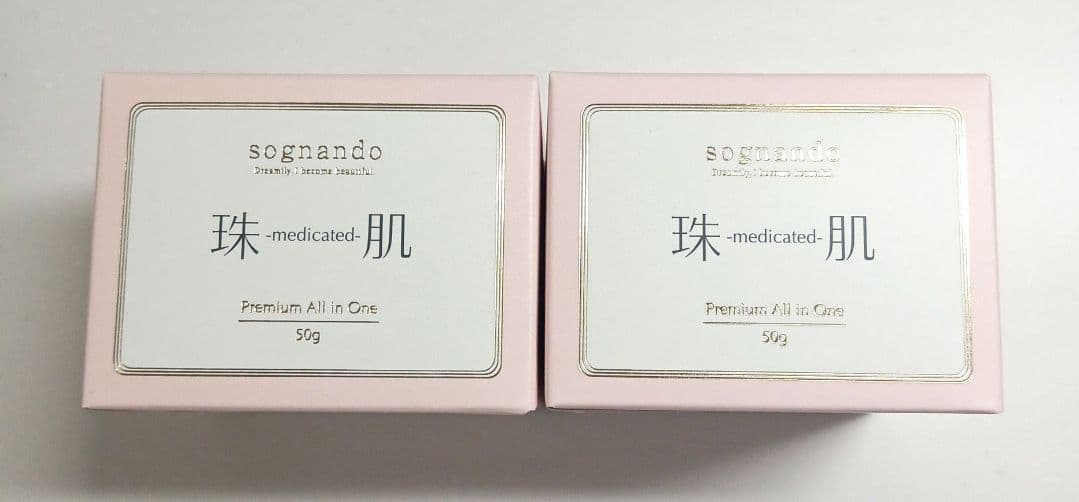 sognando
Dreamily, I become beautiful.
珠 -medicated- 肌
Premium All in One
50g
sognando
Dreamily, I become beautiful.
珠 -medicated- 肌
Premium All in One
50g